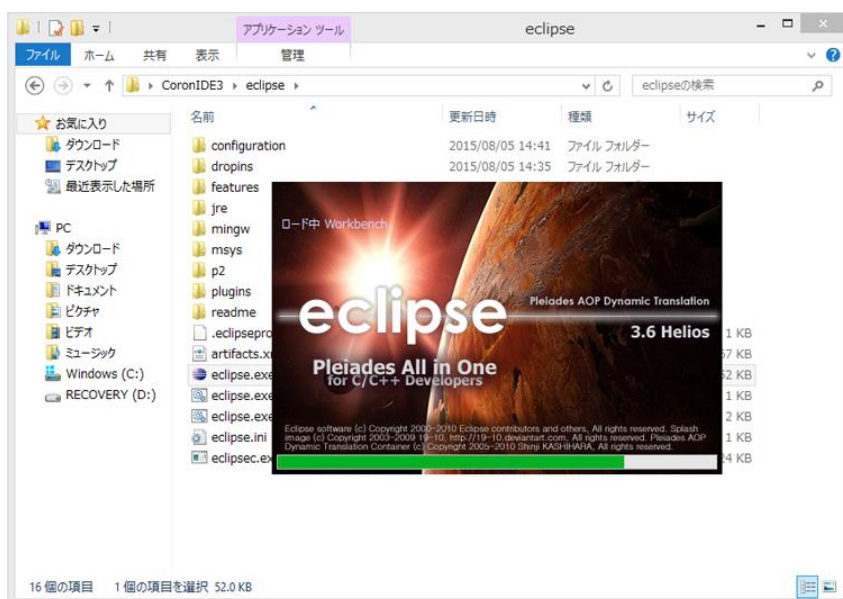 アプリケーション ツール
eclipse
ファイル ホーム 共有 表示 管理
CoronIDE3 eclipse eclipseの検索
名前 更新日時 種類 サイズ
お気に入り
ダウンロード
デスクトップ
最近表示した場所
PC
ダウンロード
デスクトップ
ドキュメント
ピクチャ
ビデオ
ミュージック
Windows (C:)
RECOVERY (D:)
configuration 2015/08/05 14:41 ファイル フォルダー
dropins 2015/08/05 14:35 ファイル フォルダー
features
jre
mingw
msys
p2
plugins
readme
.eclipsepro 1 KB
artifacts.x 57 KB
eclipse.exe 52 KB
eclipse.exe 1 KB
eclipse.exe 2 KB
eclipse.ini 1 KB
eclipsec.ex 24 KB
ロード中 Workbench
Pleiades AOP Dynamic Translation
eclipse
3.6 Helios
Pleiades All in One
for C/C++ Developers
Eclipse software (c) Copyright 2000-2010 Eclipse contributors and others, All rights reserved. Splash
image (c) Copyright 2003-2009 19-10, http://19-10.deviantart.com, All rights reserved. Pleiades AOP
Dynamic Translation Container (c) Copyright 2005-2010 Shinji KASHIHARA, All rights reserved.
16 個の項目 1 個の項目を選択 52.0 KB